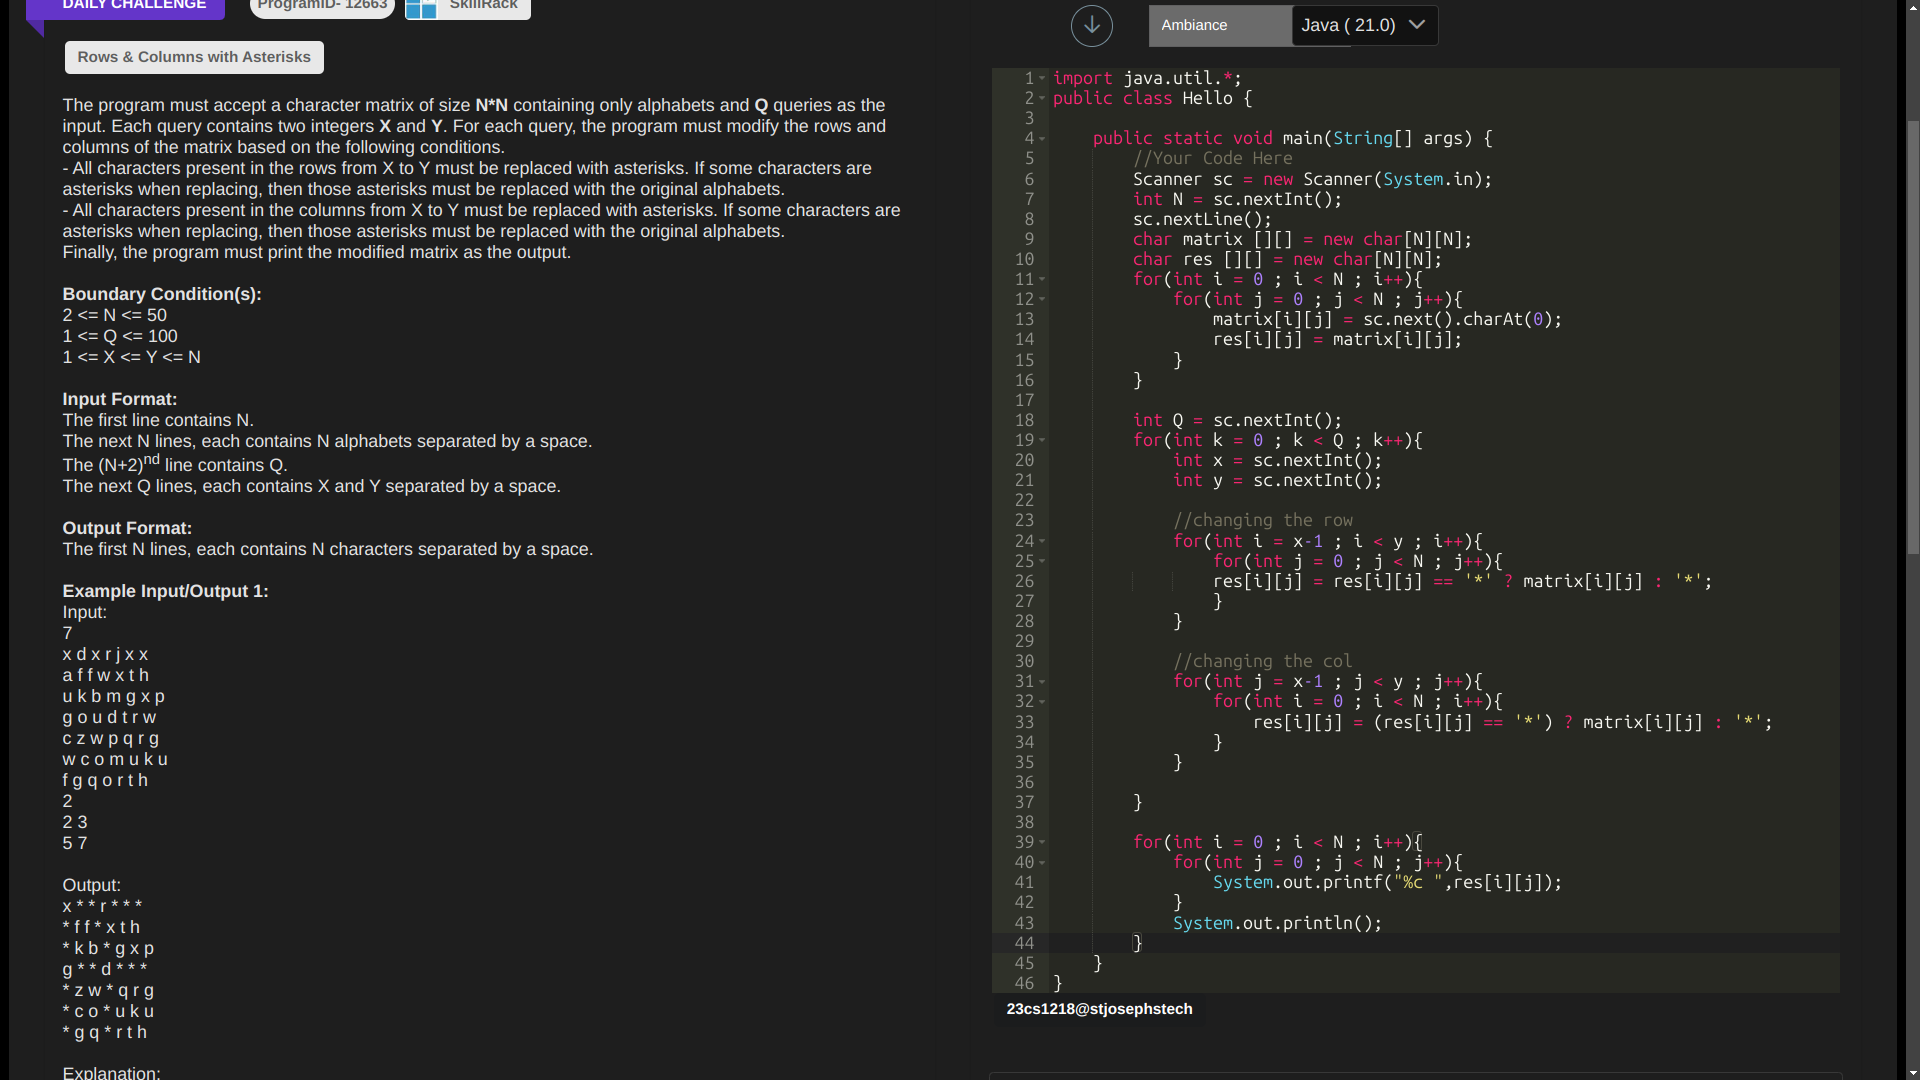 DAILY CHALLENGE
ProgramID- 12663
SkillRack
Rows & Columns with Asterisks
The program must accept a character matrix of size N*N containing only alphabets and Q queries as the
input. Each query contains two integers X and Y. For each query, the program must modify the rows and
columns of the matrix based on the following conditions.
- All characters present in the rows from X to Y must be replaced with asterisks. If some characters are
asterisks when replacing, then those asterisks must be replaced with the original alphabets.
- All characters present in the columns from X to Y must be replaced with asterisks. If some characters are
asterisks when replacing, then those asterisks must be replaced with the original alphabets.
Finally, the program must print the modified matrix as the output.
Boundary Condition(s):
2 <= N <= 50
1 <= Q <= 100
1 <= X <= Y <= N
Input Format:
The first line contains N.
The next N lines, each contains N alphabets separated by a space.
The (N+2)nd line contains Q.
The next Q lines, each contains X and Y separated by a space.
Output Format:
The first N lines, each contains N characters separated by a space.
Example Input/Output 1:
Input:
7
x d x r j x x
a f f w x t h
u k b m g x p
g o u d t r w
c z w p q r g
w c o m u k u
f g q o r t h
2
2 3
5 7
Output:
x * * r * * *
* f f * x t h
* k b * g x p
g * * d * * *
* z w * q r g
* c o * u k u
* g q * r t h
Explanation:
Ambiance
Java ( 21.0)
1 import java.util.*;
2 public class Hello {
3
4 public static void main(String[] args) {
5 //Your Code Here
6 Scanner sc = new Scanner(System.in);
7 int N = sc.nextInt();
8 sc.nextLine();
9 char matrix [][] = new char[N][N];
10 char res [][] = new char[N][N];
11 for(int i = 0 ; i < N ; i++){
12 for(int j = 0 ; j < N ; j++){
13 matrix[i][j] = sc.next().charAt(0);
14 res[i][j] = matrix[i][j];
15 }
16 }
17
18 int Q = sc.nextInt();
19 for(int k = 0 ; k < Q ; k++){
20 int x = sc.nextInt();
21 int y = sc.nextInt();
22
23 //changing the row
24 for(int i = x-1 ; i < y ; i++){
25 for(int j = 0 ; j < N ; j++){
26 res[i][j] = res[i][j] == '*' ? matrix[i][j] : '*';
27 }
28 }
29
30 //changing the col
31 for(int j = x-1 ; j < y ; j++){
32 for(int i = 0 ; i < N ; i++){
33 res[i][j] = (res[i][j] == '*') ? matrix[i][j] : '*';
34 }
35 }
36
37 }
38
39 for(int i = 0 ; i < N ; i++){
40 for(int j = 0 ; j < N ; j++){
41 System.out.printf("%c ",res[i][j]);
42 }
43 System.out.println();
44 }
45 }
46 }
23cs1218@stjosephstech